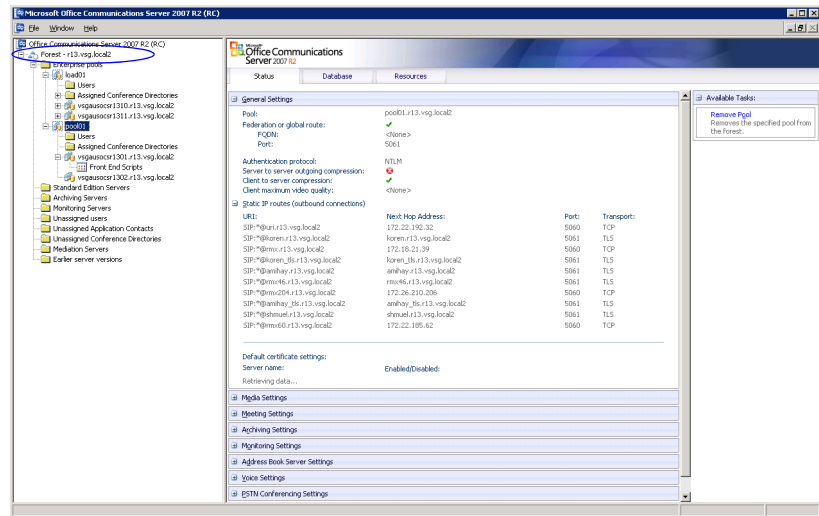 Microsoft Office Communications Server 2007 R2 (RC)
File Window Help
Office Communications Server 2007 R2 (RC)
Forest - r13.vsg.local2
Enterprise pools
load01
Users
Assigned Conference Directories
vsgausocsr1310.r13.vsg.local2
vsgausocsr1311.r13.vsg.local2
pool01
Users
Assigned Conference Directories
vsgausocsr1301.r13.vsg.local2
Front End Scripts
vsgausocsr1302.r13.vsg.local2
Standard Edition Servers
Archiving Servers
Monitoring Servers
Unassigned users
Unassigned Application Contacts
Unassigned Conference Directories
Mediation Servers
Earlier server versions
Microsoft
Office Communications
Server 2007 R2
Status Database Resources
General Settings
Pool: pool01.r13.vsg.local2
Federation or global route:
FQDN: <None>
Port: 5061
Authentication protocol: NTLM
Server to server outgoing compression:
Client to server compression:
Client maximum video quality: <None>
Static IP routes (outbound connections)
URI: Next Hop Address: Port: Transport:
SIP:*@uri.r13.vsg.local2 172.22.192.32 5060 TCP
SIP:*@koren.r13.vsg.local2 koren.r13.vsg.local2 5061 TLS
SIP:*@rmx.r13.vsg.local2 172.18.21.39 5060 TCP
SIP:*@koren_tls.r13.vsg.local2 koren_tls.r13.vsg.local2 5061 TLS
SIP:*@amihay.r13.vsg.local2 amihay.r13.vsg.local2 5061 TLS
SIP:*@rmx46.r13.vsg.local2 rmx46.r13.vsg.local2 5061 TLS
SIP:*@rmx204.r13.vsg.local2 172.26.210.206 5060 TCP
SIP:*@amihay_tls.r13.vsg.local2 amihay_tls.r13.vsg.local2 5061 TLS
SIP:*@shmuel.r13.vsg.local2 shmuel.r13.vsg.local2 5061 TLS
SIP:*@rmx60.r13.vsg.local2 172.22.185.62 5060 TCP
Default certificate settings:
Server name: Enabled/Disabled:
Retrieving data...
Media Settings
Meeting Settings
Archiving Settings
Monitoring Settings
Address Book Server Settings
Voice Settings
PSTN Conferencing Settings
Available Tasks:
Remove Pool
Removes the specified pool from
the forest.